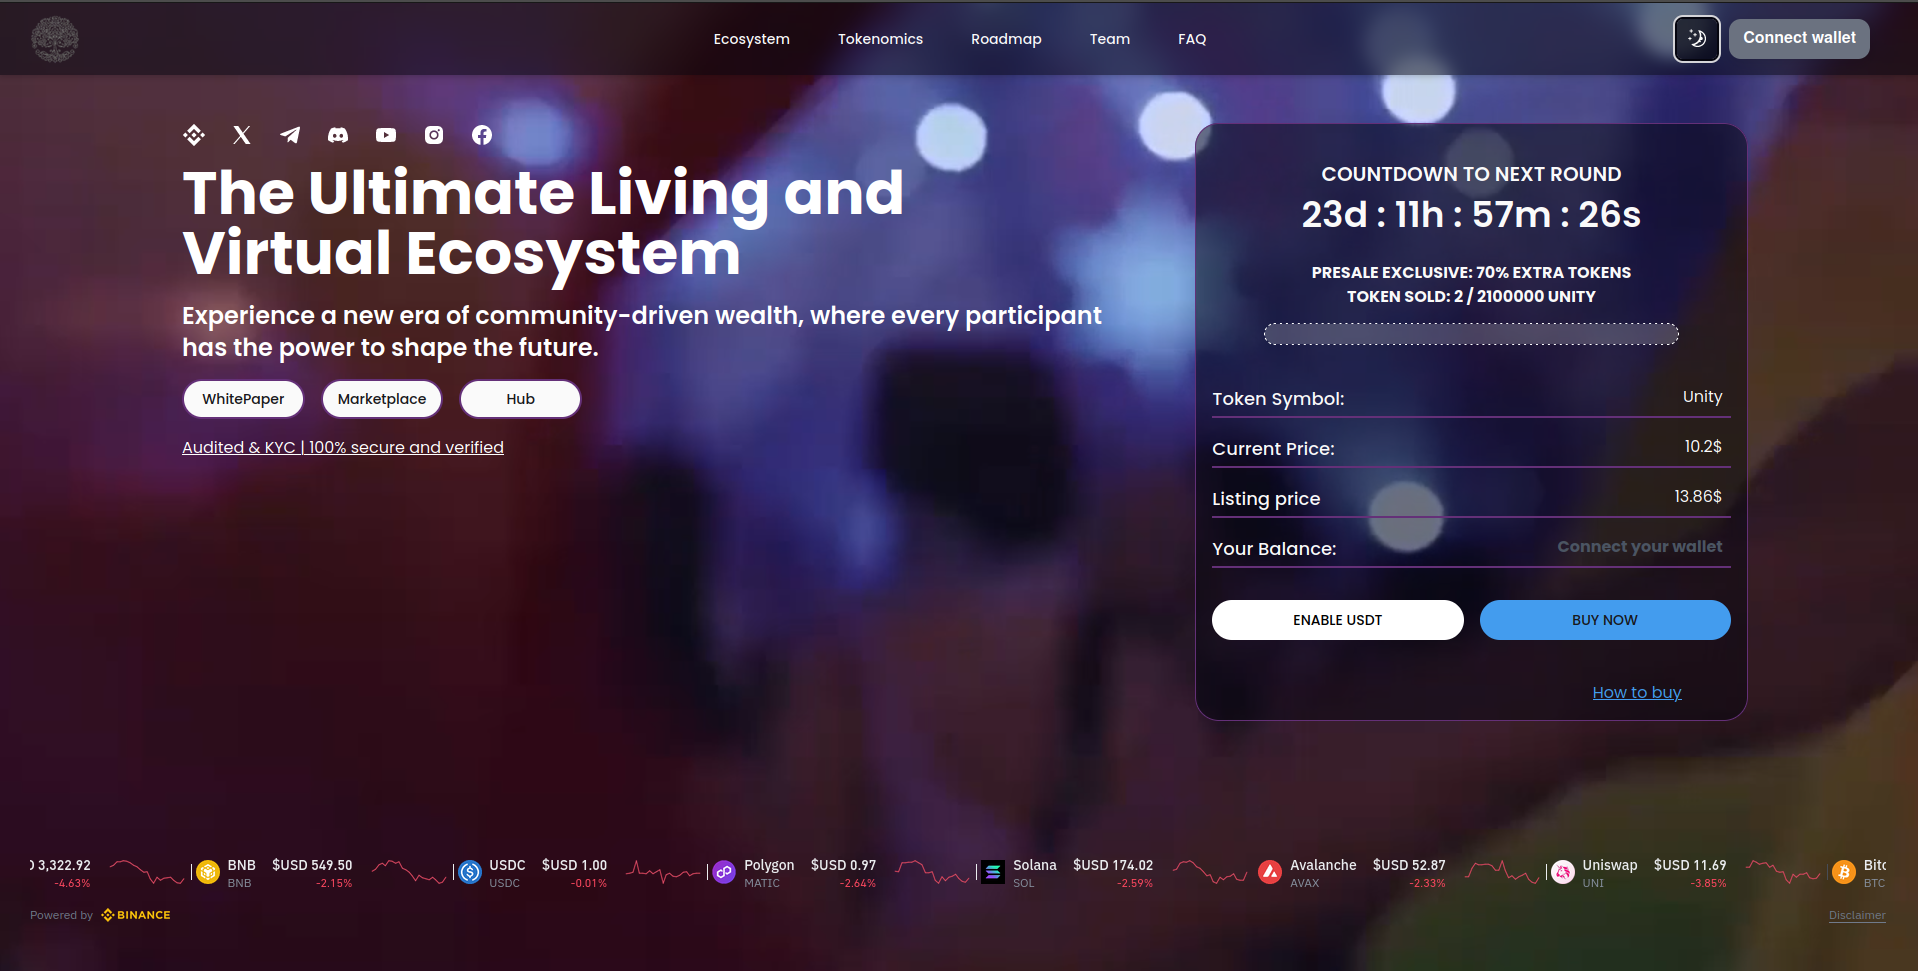 Ecosystem
Tokenomics
Roadmap
Team
FAQ
Connect wallet
The Ultimate Living and
Virtual Ecosystem
Experience a new era of community-driven wealth, where every participant
has the power to shape the future.
WhitePaper
Marketplace
Hub
Audited & KYC | 100% secure and verified
COUNTDOWN TO NEXT ROUND
23d : 11h : 57m : 26s
PRESALE EXCLUSIVE: 70% EXTRA TOKENS
TOKEN SOLD: 2 / 2100000 UNITY
Token Symbol: Unity
Current Price: 10.2$
Listing price 13.86$
Your Balance: Connect your wallet
ENABLE USDT
BUY NOW
How to buy
3,322.92
-4.63%
BNB $USD 549.50
BNB -2.15%
USDC $USD 1.00
USDC -0.01%
Polygon $USD 0.97
MATIC -2.64%
Solana $USD 174.02
SOL -2.59%
Avalanche $USD 52.87
AVAX -2.33%
Uniswap $USD 11.69
UNI -3.85%
BTC
Powered by BINANCE
Disclaimer